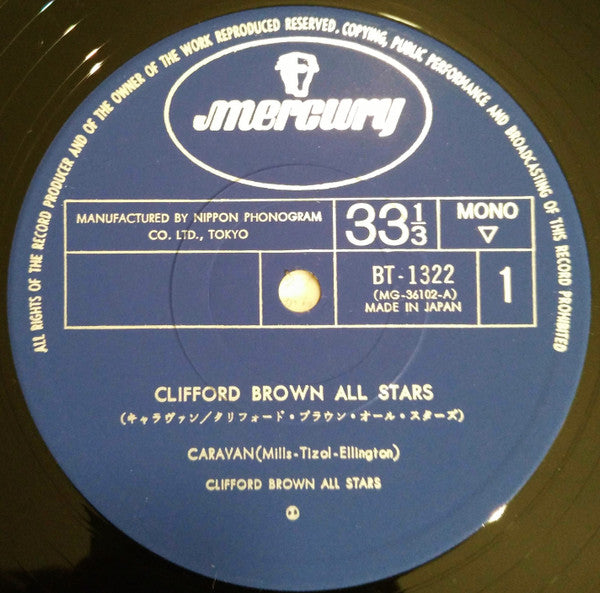 ALL RIGHTS OF THE RECORD PRODUCER AND OF THE OWNER OF THE WORK REPRODUCED RESERVED. COPYING, PUBLIC PERFORMANCE AND BROADCASTING OF THIS RECORD PROHIBITED
mercury
MANUFACTURED BY NIPPON PHONOGRAM
CO. LTD., TOKYO
33 1/3
MONO
▽
BT-1322
(MG-36102-A)
MADE IN JAPAN
1
CLIFFORD BROWN ALL STARS
(キャラヴァン/クリフォード・ブラウン・オール・スターズ)
CARAVAN(Mills-Tizol-Ellington)
CLIFFORD BROWN ALL STARS